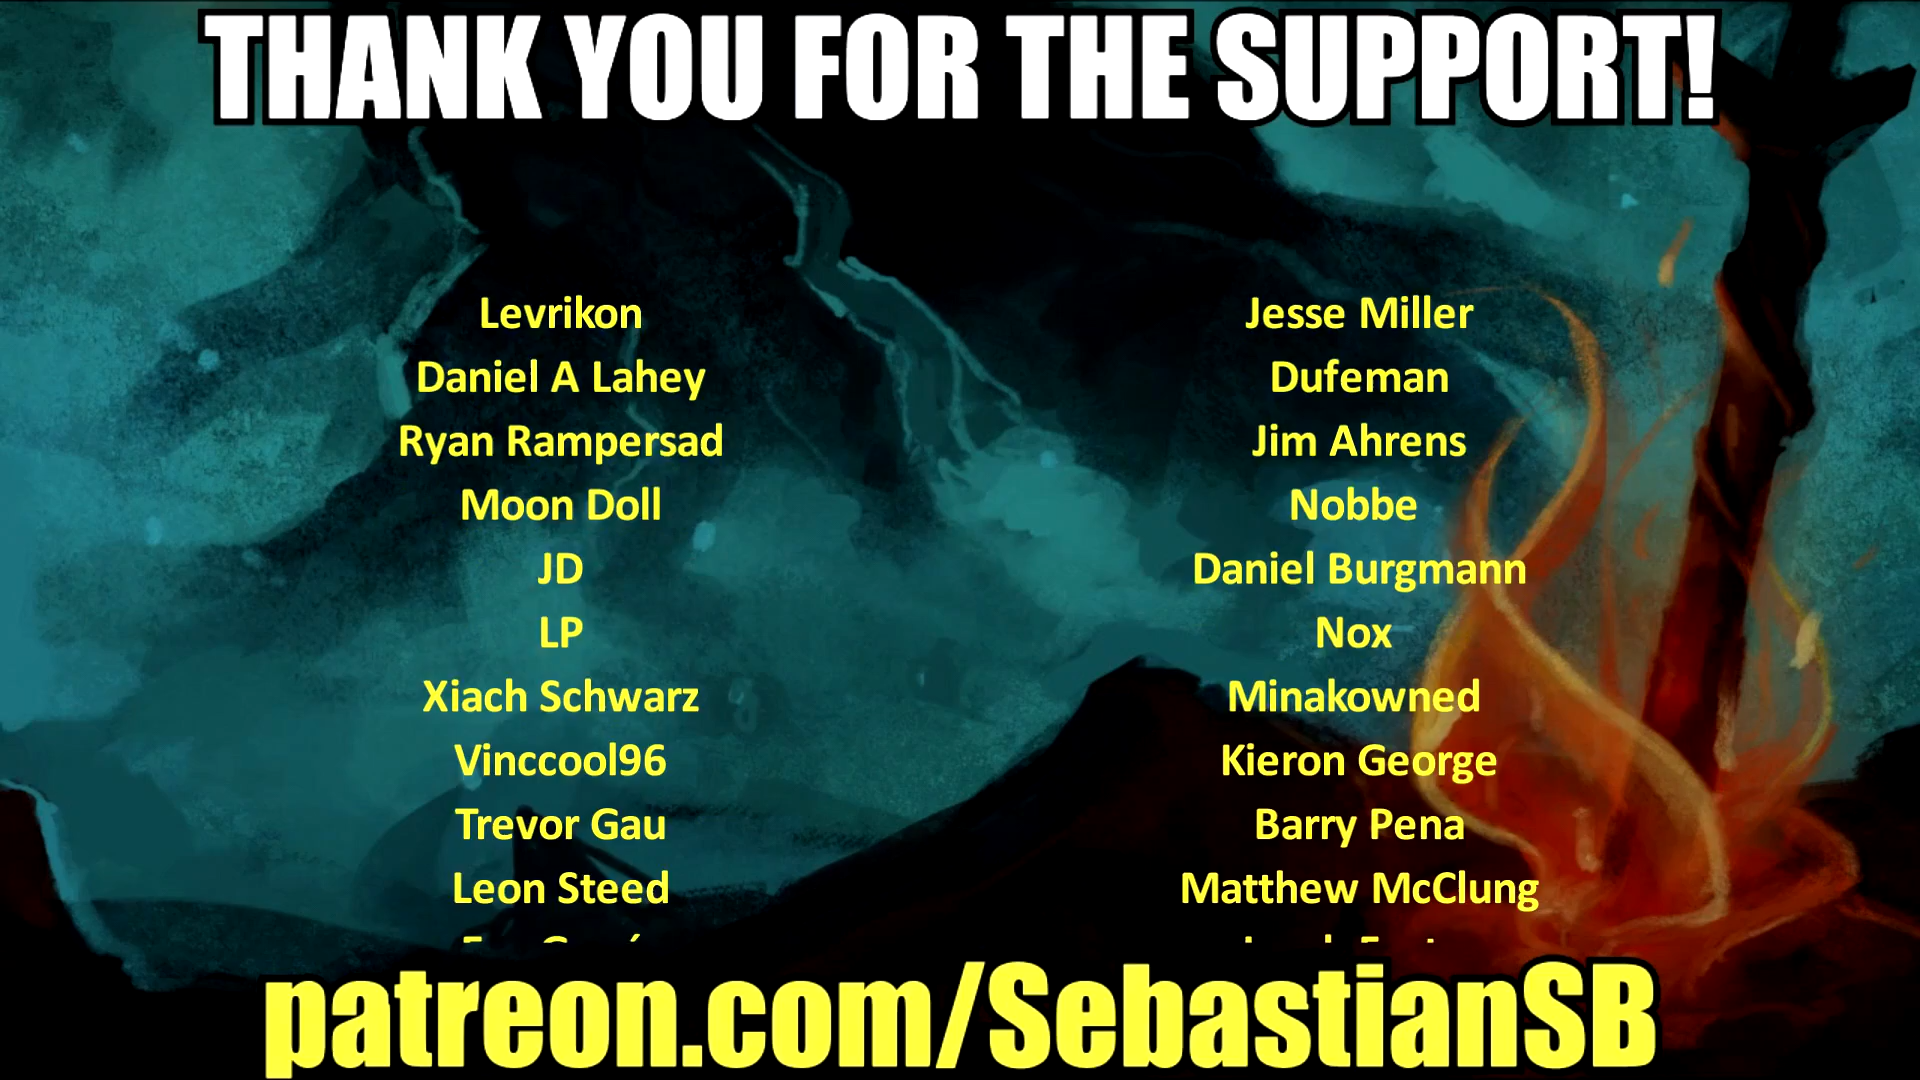 THANK YOU FOR THE SUPPORT!
Levrikon
Daniel A Lahey
Ryan Rampersad
Moon Doll
JD
LP
Xiach Schwarz
Vinccool96
Trevor Gau
Leon Steed
Jesse Miller
Dufeman
Jim Ahrens
Nobbe
Daniel Burgmann
Nox
Minakowned
Kieron George
Barry Pena
Matthew McClung
patreon.com/SebastianSB